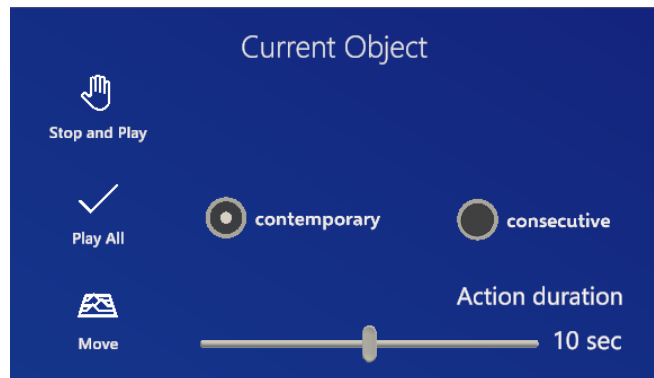 Current Object
Stop and Play
Play All
contemporary
consecutive
Action duration
Move
10 sec